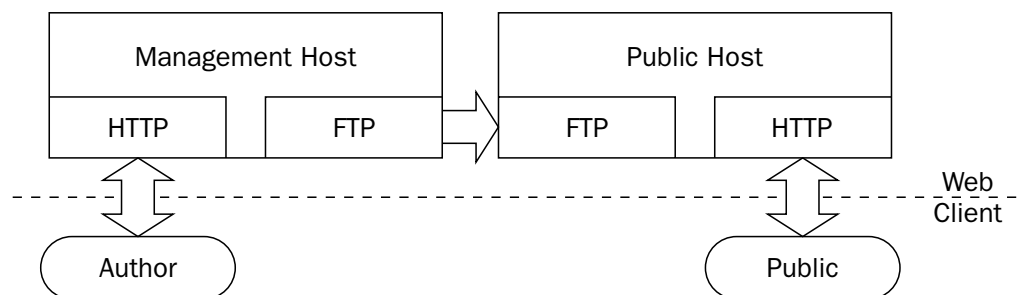 Management Host
Public Host
HTTP
FTP
FTP
HTTP
Web
Client
Author
Public